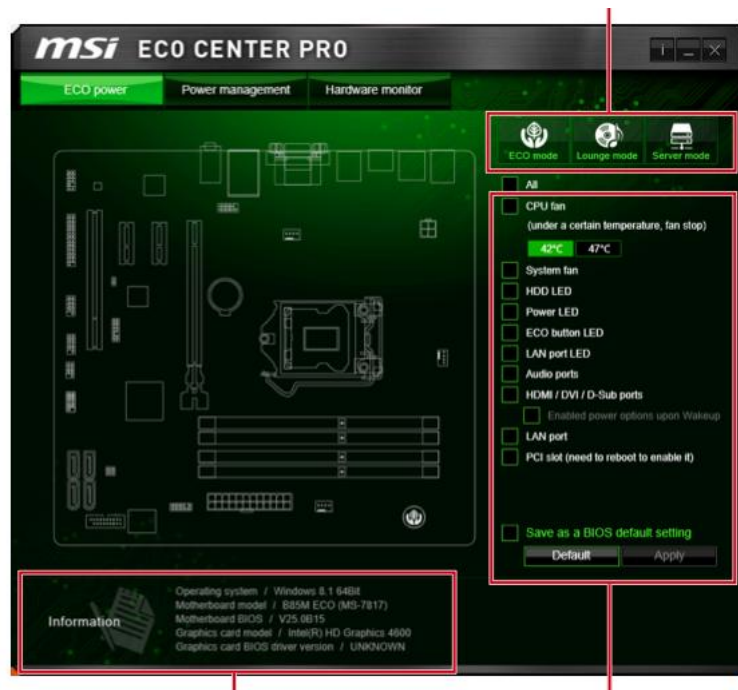 msi ECO CENTER PRO
i
ECO power
Power management
Hardware monitor
ECO mode
Lounge mode
Server mode
All
CPU fan
(under a certain temperature, fan stop)
42°C
47°C
System fan
HDD LED
Power LED
ECO button LED
LAN port LED
Audio ports
HDMI / DVI / D-Sub ports
Enabled power options upon Wakeup
LAN port
PCI slot (need to reboot to enable it)
Save as a BIOS default setting
Default
Apply
Information
Operating system / Windows 8.1 64Bit
Motherboard model / B85M ECO (MS-7817)
Motherboard BIOS / V25.0B15
Graphics card model / Intel(R) HD Graphics 4600
Graphics card BIOS driver version / UNKNOWN